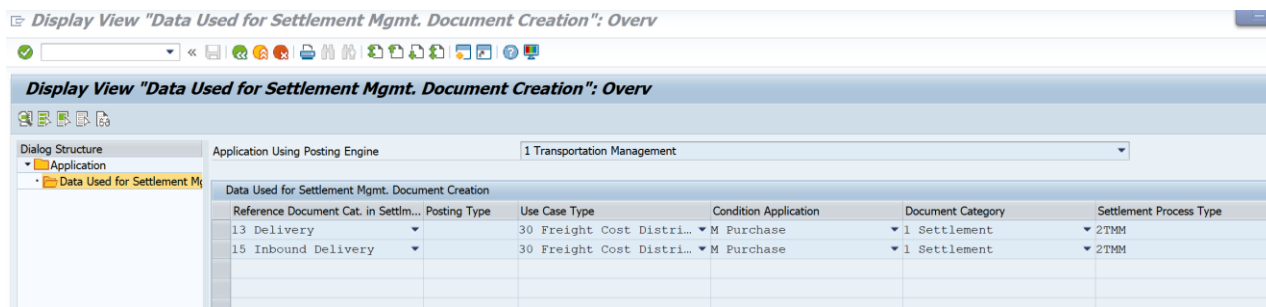 Display View "Data Used for Settlement Mgmt. Document Creation": Overv
Display View "Data Used for Settlement Mgmt. Document Creation": Overv
Dialog Structure
Application
Data Used for Settlement Mg
Application Using Posting Engine 1 Transportation Management
Data Used for Settlement Mgmt. Document Creation
Reference Document Cat. in Settlm... Posting Type Use Case Type Condition Application Document Category Settlement Process Type
13 Delivery 30 Freight Cost Distri... M Purchase 1 Settlement 2TMM
15 Inbound Delivery 30 Freight Cost Distri... M Purchase 1 Settlement 2TMM